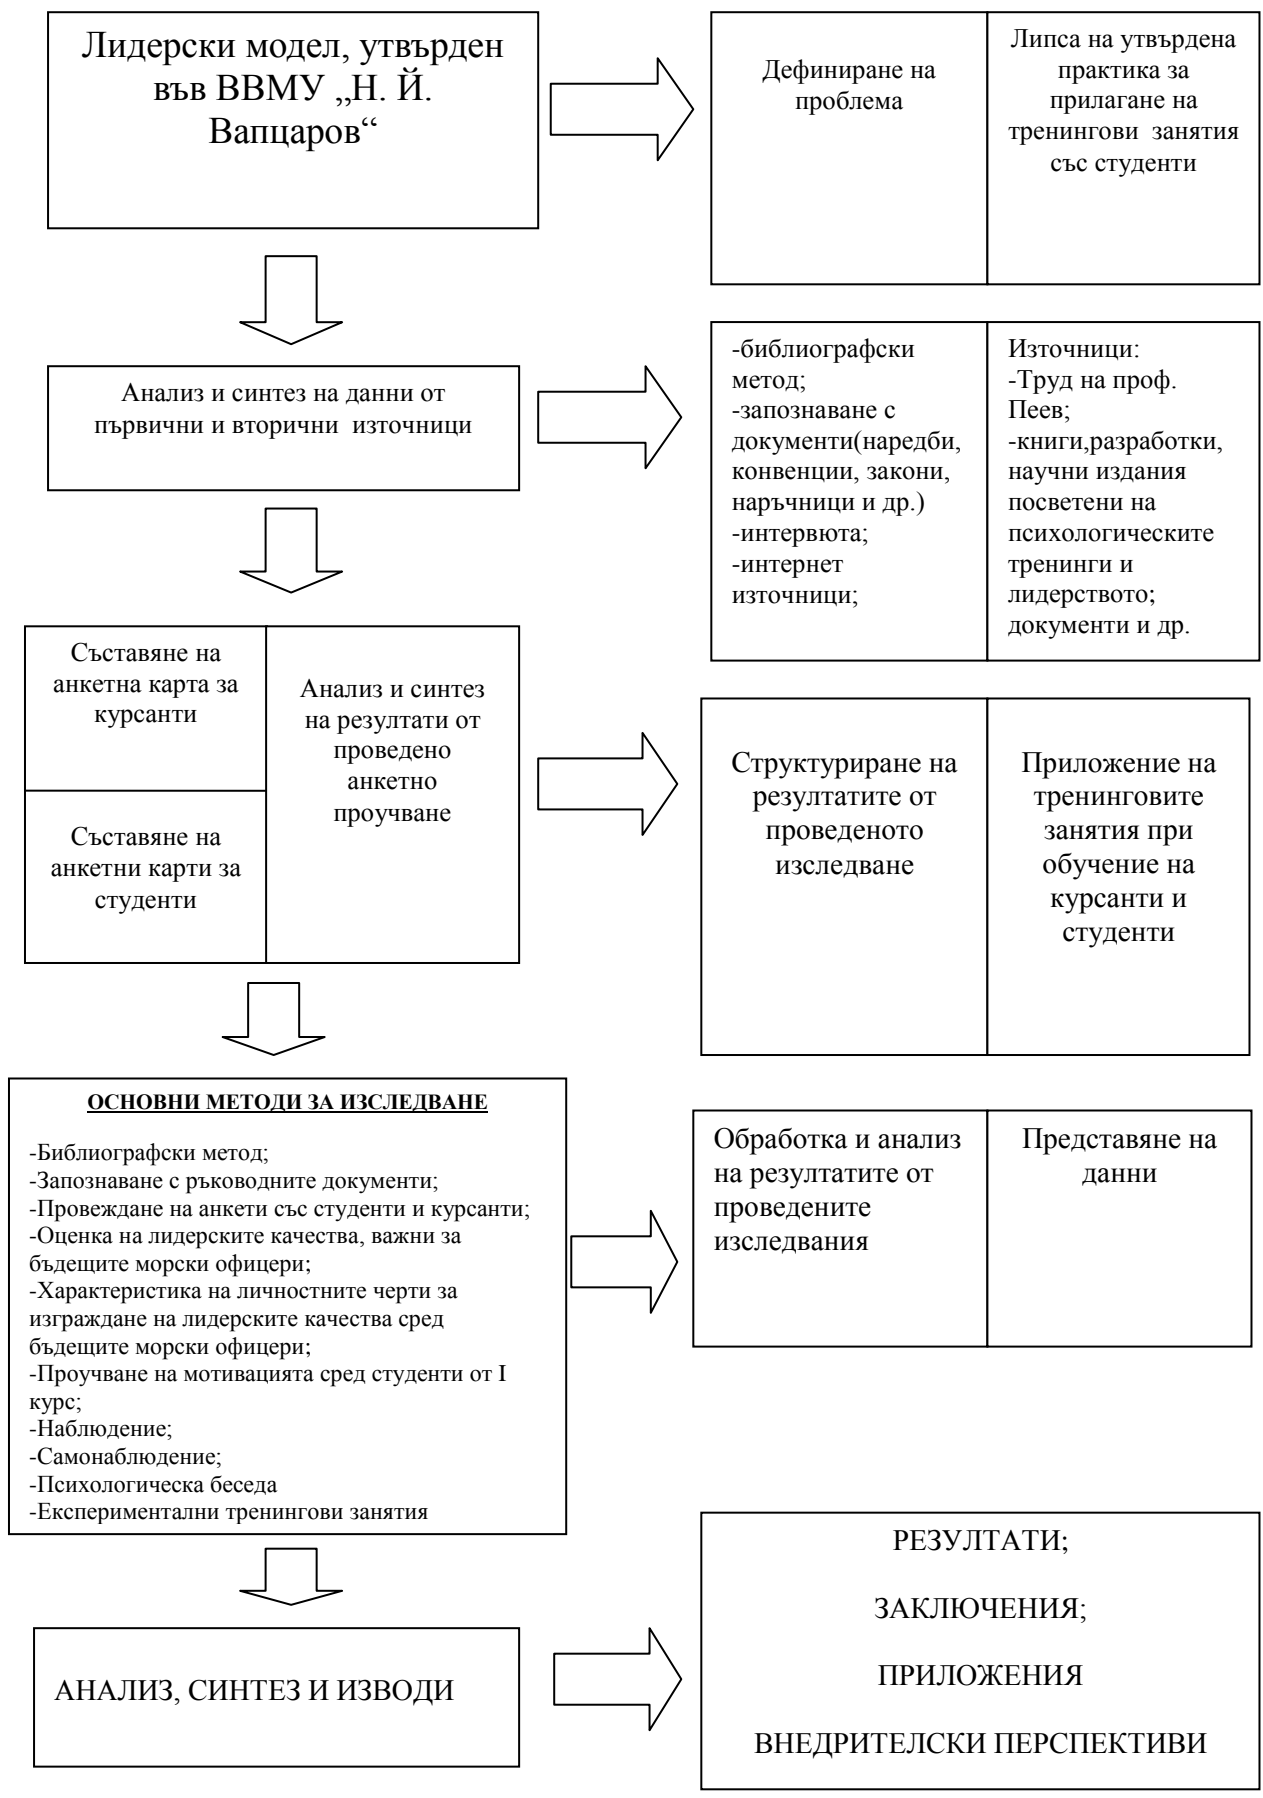 Лидерски модел, утвърден
във ВВМУ „Н. Й.
Вапцаров“
Дефиниране на
проблема
Липса на утвърдена
практика за
прилагане на
тренингови занятия
със студенти
Анализ и синтез на данни от
първични и вторични източници
-библиографски
метод;
-запознаване с
документи(наредби,
конвенции, закони,
наръчници и др.)
-интервюта;
-интернет
източници;
Източници:
-Труд на проф.
Пеев;
-книги,разработки,
научни издания
посветени на
психологическите
тренинги и
лидерството;
документи и др.
Съставяне на
анкетна карта за
курсанти
Съставяне на
анкетни карти за
студенти
Анализ и синтез
на резултати от
проведено
анкетно
проучване
Структуриране на
резултатите от
проведеното
изследване
Приложение на
тренинговите
занятия при
обучение на
курсанти и
студенти
ОСНОВНИ МЕТОДИ ЗА ИЗСЛЕДВАНЕ
-Библиографски метод;
-Запознаване с ръководните документи;
-Провеждане на анкети със студенти и курсанти;
-Оценка на лидерските качества, важни за
бъдещите морски офицери;
-Характеристика на личностните черти за
изграждане на лидерските качества сред
бъдещите морски офицери;
-Проучване на мотивацията сред студенти от I
курс;
-Наблюдение;
-Самонаблюдение;
-Психологическа беседа
-Експериментални тренингови занятия
Обработка и анализ
на резултатите от
проведените
изследвания
Представяне на
данни
АНАЛИЗ, СИНТЕЗ И ИЗВОДИ
РЕЗУЛТАТИ;
ЗАКЛЮЧЕНИЯ;
ПРИЛОЖЕНИЯ
ВНЕДРИТЕЛСКИ ПЕРСПЕКТИВИ